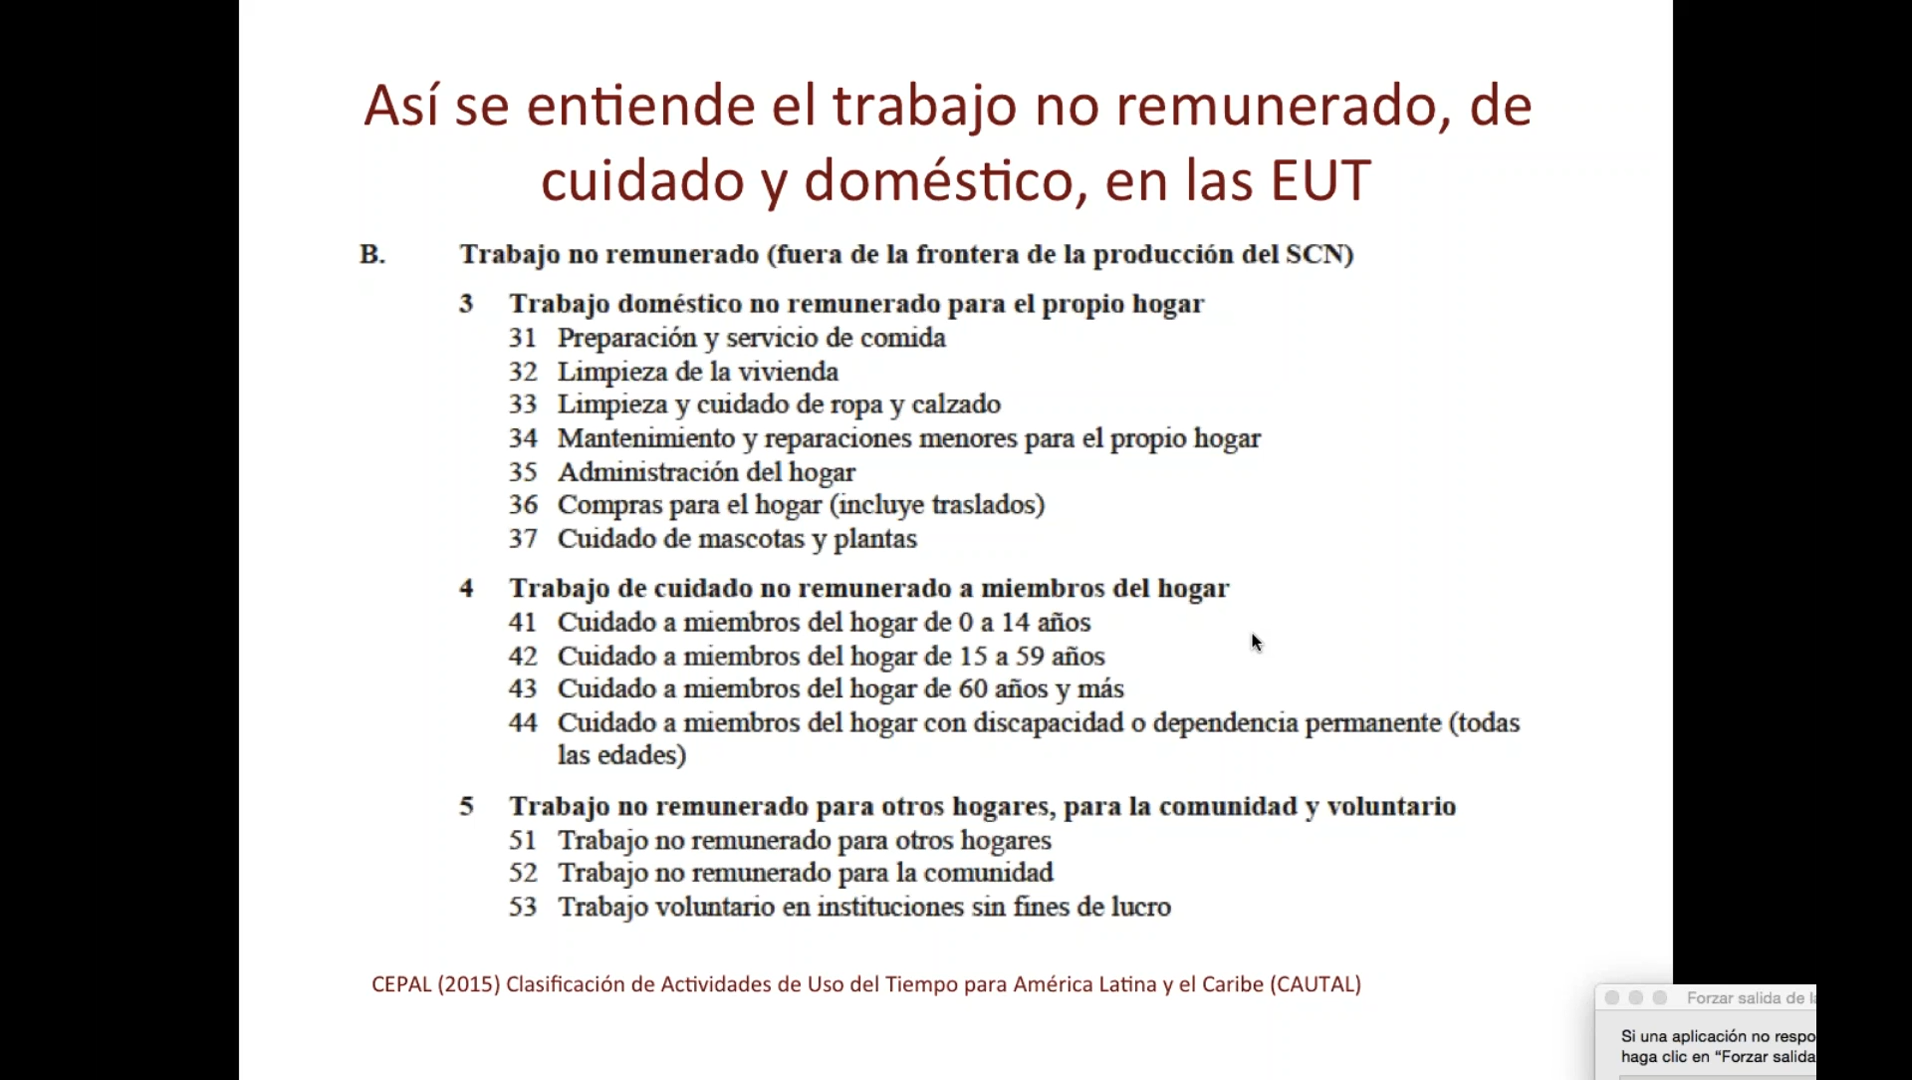 Así se entiende el trabajo no remunerado, de
cuidado y doméstico, en las EUT
B. Trabajo no remunerado (fuera de la frontera de la producción del SCN)
3 Trabajo doméstico no remunerado para el propio hogar
31 Preparación y servicio de comida
32 Limpieza de la vivienda
33 Limpieza y cuidado de ropa y calzado
34 Mantenimiento y reparaciones menores para el propio hogar
35 Administración del hogar
36 Compras para el hogar (incluye traslados)
37 Cuidado de mascotas y plantas
4 Trabajo de cuidado no remunerado a miembros del hogar
41 Cuidado a miembros del hogar de 0 a 14 años
42 Cuidado a miembros del hogar de 15 a 59 años
43 Cuidado a miembros del hogar de 60 años y más
44 Cuidado a miembros del hogar con discapacidad o dependencia permanente (todas
las edades)
5 Trabajo no remunerado para otros hogares, para la comunidad y voluntario
51 Trabajo no remunerado para otros hogares
52 Trabajo no remunerado para la comunidad
53 Trabajo voluntario en instituciones sin fines de lucro
CEPAL (2015) Clasificación de Actividades de Uso del Tiempo para América Latina y el Caribe (CAUTAL)
Forzar salida de
Si una aplicación no respo
haga clic en “Forzar salida